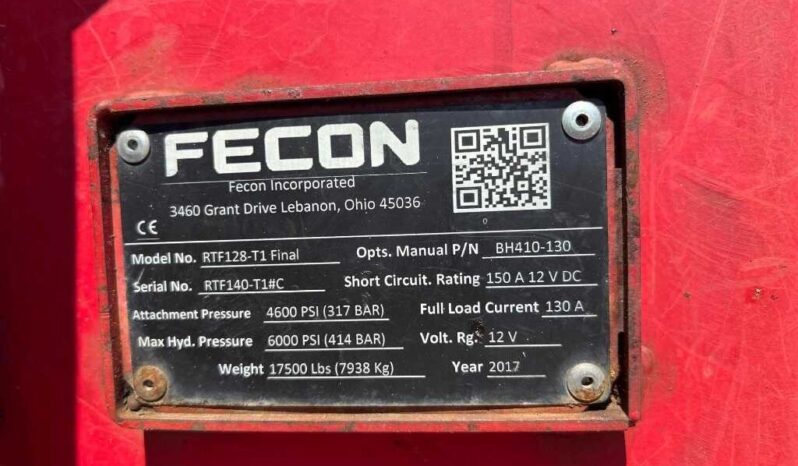 FECON
Fecon Incorporated
3460 Grant Drive Lebanon, Ohio 45036
CE
Model No. RTF128-T1 Final Opts. Manual P/N BH410-130
Serial No. RTF140-T1#C Short Circuit. Rating 150 A 12 V DC
Attachment Pressure 4600 PSI (317 BAR) Full Load Current 130 A
Max Hyd. Pressure 6000 PSI (414 BAR) Volt. Rg. 12 V
Weight 17500 Lbs (7938 Kg) Year 2017